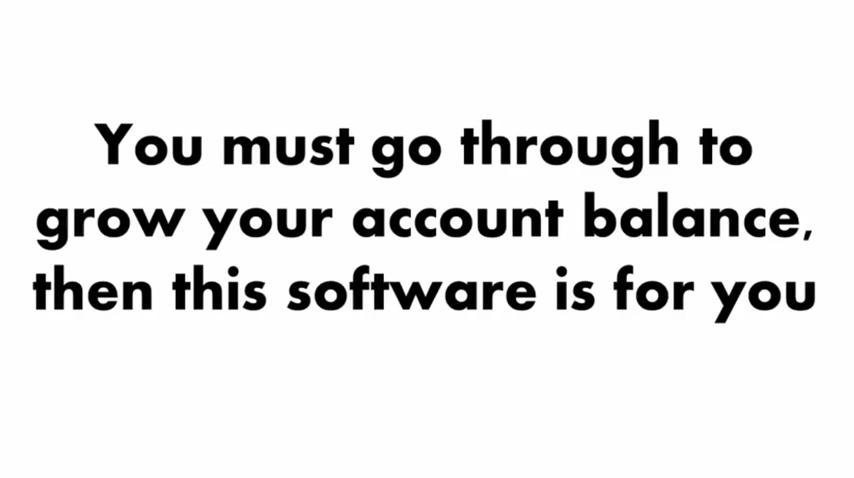 You must go through to
grow your account balance,
then this software is for you